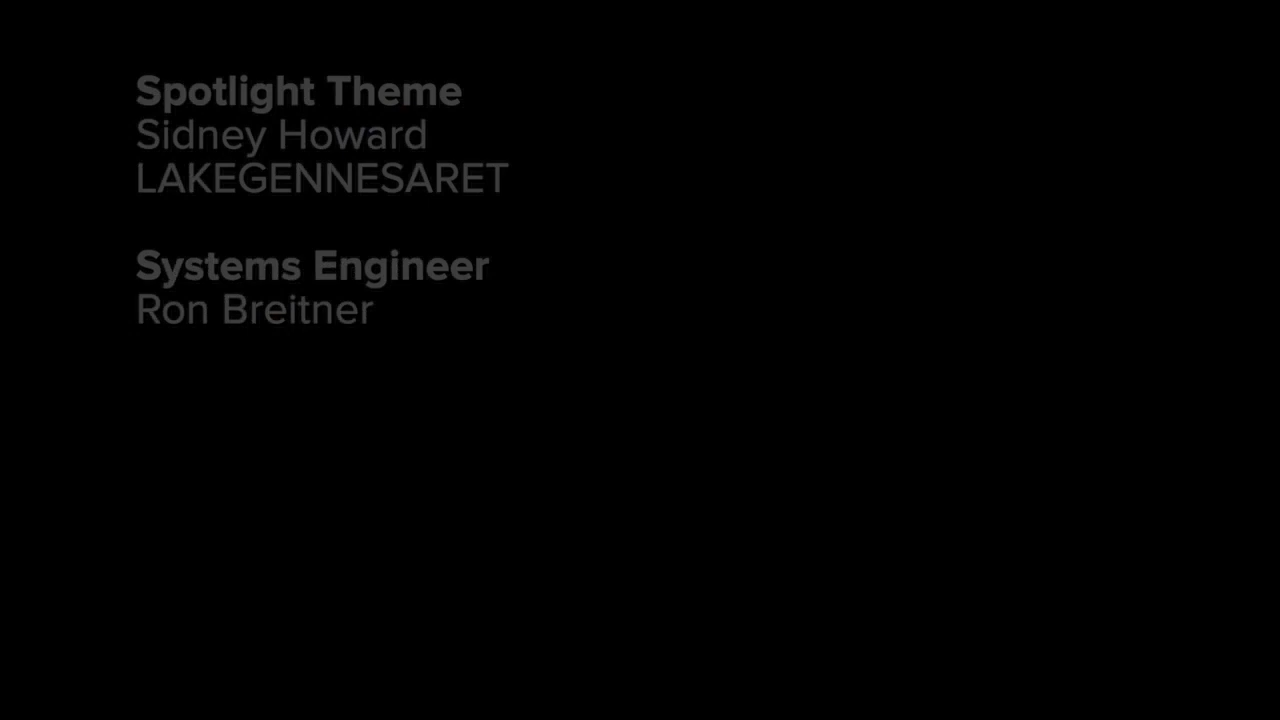 Spotlight Theme
Sidney Howard
LAKEGENNESARET
Systems Engineer
Ron Breitner